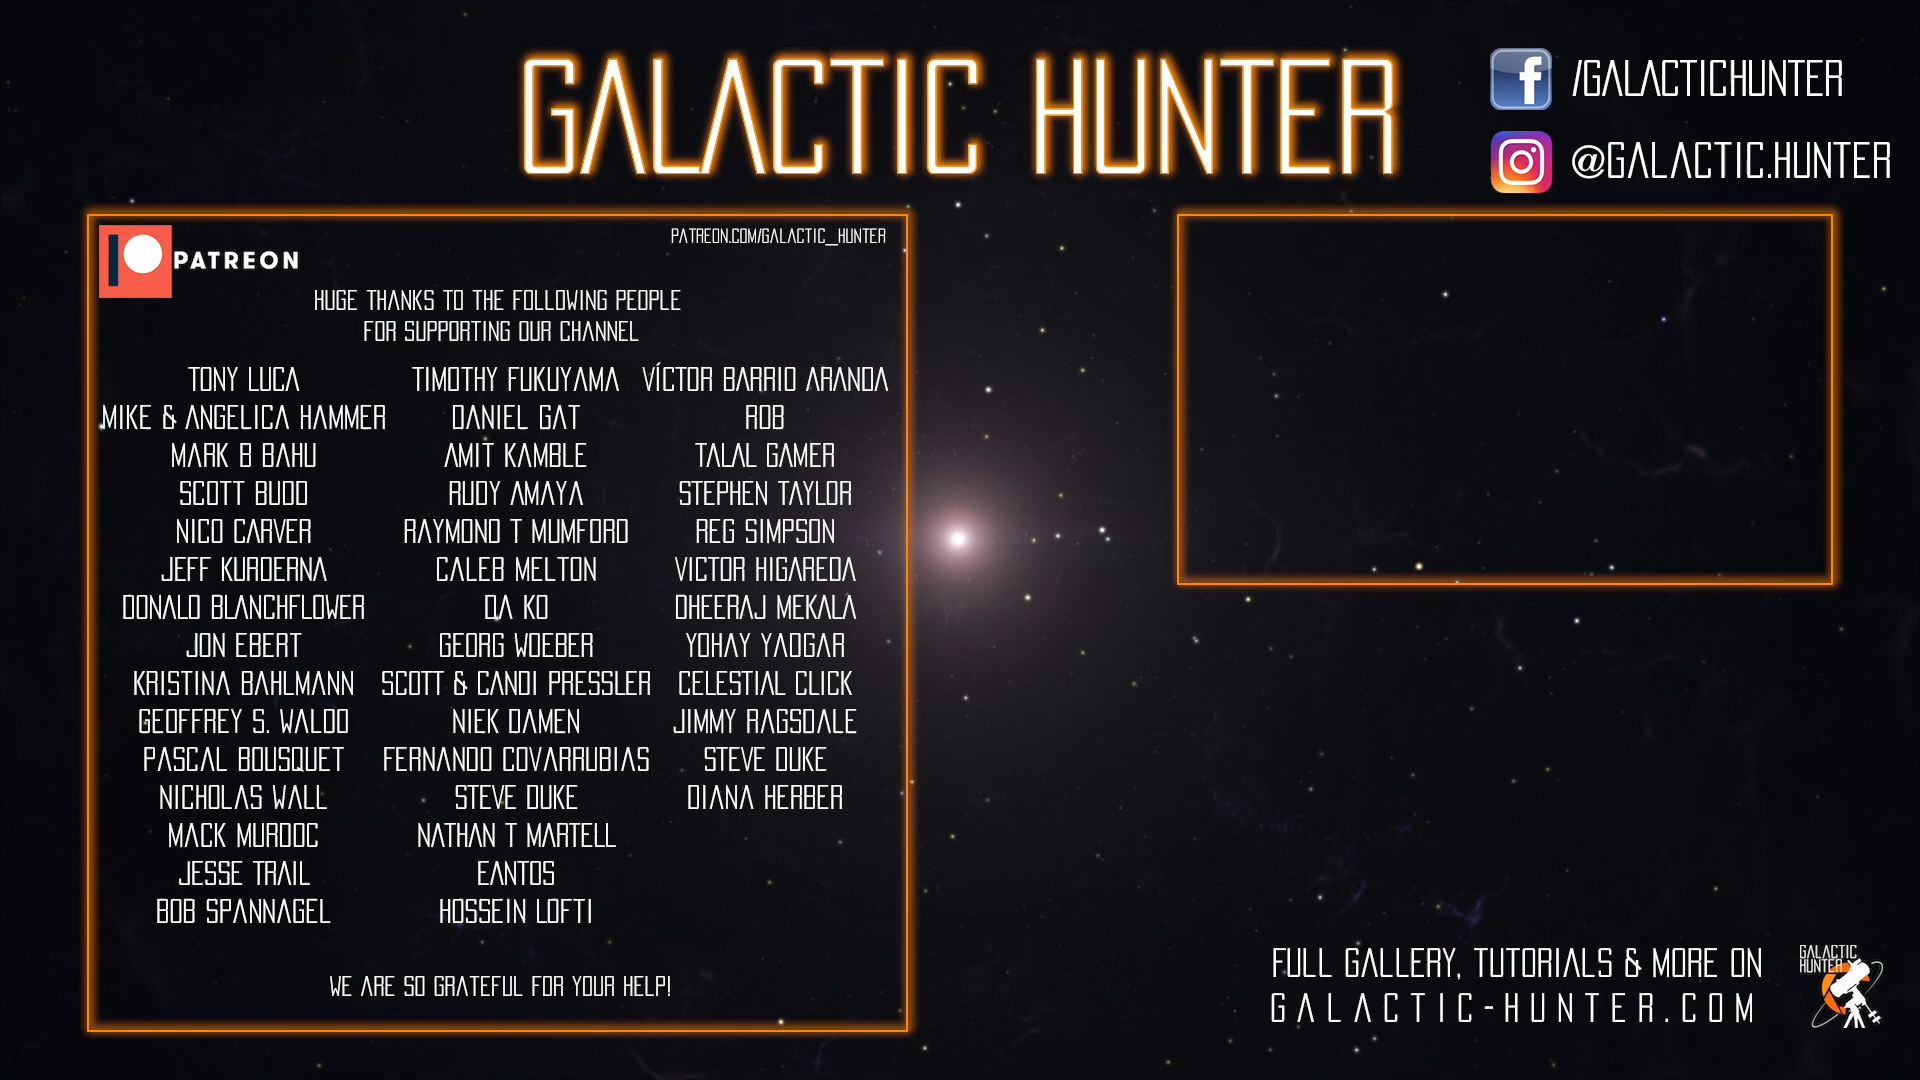 GALACTIC HUNTER
/GALACTICHUNTER
@GALACTIC.HUNTER
PATREON
PATREON.COM/GALACTIC_HUNTER
HUGE THANKS TO THE FOLLOWING PEOPLE
FOR SUPPORTING OUR CHANNEL
TONY LUCA
MIKE & ANGELICA HAMMER
MARK B BAHU
SCOTT BUDD
NICO CARVER
JEFF KURDERNA
DONALD BLANCHFLOWER
JON EBERT
KRISTINA BAHLMANN
GEOFFREY S. WALDO
PASCAL BOUSQUET
NICHOLAS WALL
MACK MURDOC
JESSE TRAIL
BOB SPANNAGEL
TIMOTHY FUKUYAMA
DANIEL GAT
AMIT KAMBLE
RUDY AMAYA
RAYMOND T MUMFORD
CALEB MELTON
DA KO
GEORG WOEBER
SCOTT & CANDI PRESSLER
NIEK DAMEN
FERNANDO COVARRUBIAS
STEVE DUKE
NATHAN T MARTELL
EANTOS
HOSSEIN LOFTI
VÍCTOR BARRIO ARANDA
ROB
TALAL GAMER
STEPHEN TAYLOR
REG SIMPSON
VICTOR HIGAREDA
DHEERAJ MEKALA
YOHAY YADGAR
CELESTIAL CLICK
JIMMY RAGSDALE
STEVE DUKE
DIANA HERBER
WE ARE SO GRATEFUL FOR YOUR HELP!
FULL GALLERY, TUTORIALS & MORE ON
GALACTIC-HUNTER.COM
GALACTIC
HUNTER